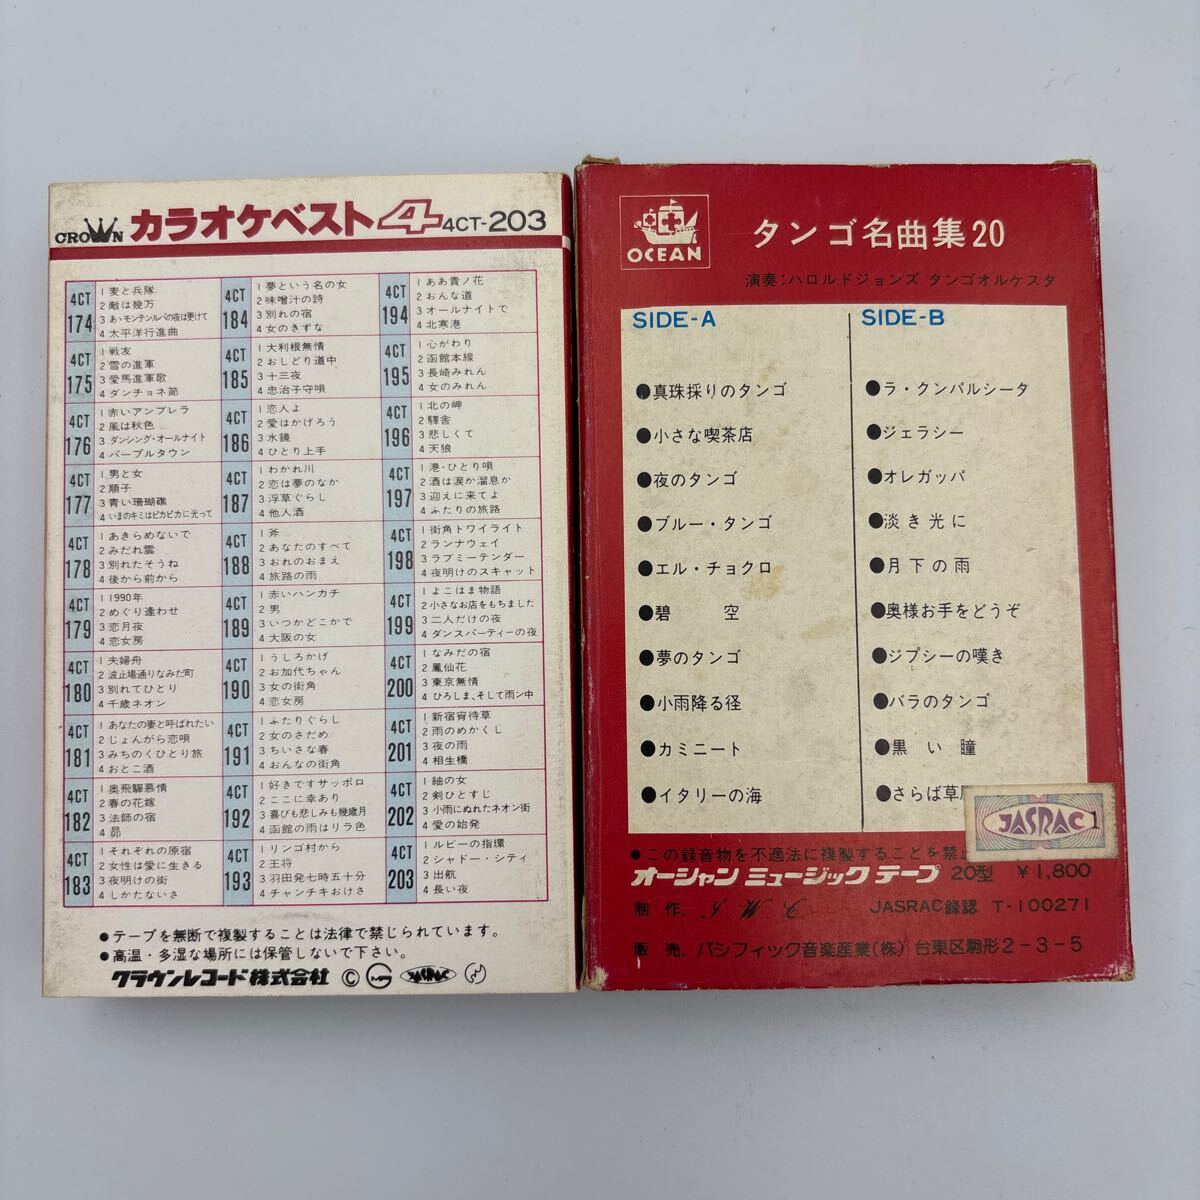 CROWN カラオケベスト4 4CT-203
4CT 174
1 麦と兵隊
2 敵は幾万
3 あゝモンテンルパの夜は更けて
4 太平洋行進曲
4CT 175
1 戦友
2 雪の進軍
3 愛馬進軍歌
4 ダンチョネ節
4CT 176
1 赤いアンブレラ
2 風は秋色
3 ダンシング・オールナイト
4 パープルタウン
4CT 177
1 男と女
2 順子
3 青い珊瑚礁
4 いまのキミはピカピカに光って
4CT 178
1 あきらめないで
2 みだれ雲
3 別れたそうね
4 後から前から
4CT 179
1 1990年
2 めぐり逢わせ
3 恋月夜
4 恋女房
4CT 180
1 夫婦舟
2 波止場通りなみだ町
3 別れてひとり
4 千歳ネオン
4CT 181
1 あなたの妻と呼ばれたい
2 じょんがら恋唄
3 みちのくひとり旅
4 おとこ酒
4CT 182
1 奥飛騨慕情
2 春の花嫁
3 法師の宿
4 昴
4CT 183
1 それぞれの原宿
2 女性は愛に生きる
3 夜明けの街
4 しかたないさ
4CT 184
1 夢という名の女
2 味噌汁の詩
3 別れの宿
4 女のきずな
4CT 185
1 大利根無情
2 おしどり道中
3 十三夜
4 忠治子守唄
4CT 186
1 恋人よ
2 愛はかげろう
3 水鏡
4 ひとり上手
4CT 187
1 わかれ川
2 恋は夢のなか
3 浮草ぐらし
4 他人酒
4CT 188
1 斧
2 あなたのすべて
3 おれのおまえ
4 旅路の雨
4CT 189
1 赤いハンカチ
2 男
3 いつかどこかで
4 大阪の女
4CT 190
1 うしろかげ
2 お加代ちゃん
3 女の街角
4 恋女房
4CT 191
1 ふたりぐらし
2 女のさだめ
3 ちいさな春
4 おんなの街角
4CT 192
1 好きですサッポロ
2 ここに幸あり
3 喜びも悲しみも幾歳月
4 函館の雨はリラ色
4CT 193
1 リンゴ村から
2 王将
3 羽田発七時五十分
4 チャンチキおけさ
4CT 194
1 ああ貴ノ花
2 おんな道
3 オールナイトで
4 北寒港
4CT 195
1 心がわり
2 函館本線
3 長崎みれん
4 女のみれん
4CT 196
1 北の岬
2 驛舎
3 悲しくて
4 天狼
4CT 197
1 港・ひとり唄
2 酒は涙か溜息か
3 迎えに来てよ
4 ふたりの旅路
4CT 198
1 街角トワイライト
2 ランナウェイ
3 ラブミーテンダー
4 夜明けのスキャット
4CT 199
1 よこはま物語
2 小さなお店をもちました
3 二人だけの夜
4 ダンスパーティーの夜
4CT 200
1 なみだの宿
2 鳳仙花
3 東京無情
4 ひろしま、そして雨ン中
4CT 201
1 新宿宵待草
2 雨のめかくし
3 夜の雨
4 相生橋
4CT 202
1 紬の女
2 剣ひとすじ
3 小雨にぬれたネオン街
4 愛の始発
4CT 203
1 ルビーの指環
2 シャドー・シティ
3 出航
4 長い夜
●テープを無断で複製することは法律で禁じられています。
●高温・多湿な場所には保管しないで下さい。
クラウンレコード株式会社 © JASRAC
OCEAN
タンゴ名曲集20
演奏:ハロルドジョンズ タンゴオルケスタ
SIDE-A
●真珠採りのタンゴ
●小さな喫茶店
●夜のタンゴ
●ブルー・タンゴ
●エル・チョクロ
●碧空
●夢のタンゴ
●小雨降る径
●カミニート
●イタリーの海
SIDE-B
●ラ・クンパルシータ
●ジェラシー
●オレガッパ
●淡き光に
●月下の雨
●奥様お手をどうぞ
●ジプシーの嘆き
●バラのタンゴ
●黒い瞳
●さらば草
JASRAC 1
●この録音物を不適法に複製することを禁止
オーシャン ミュージック テープ 20型 ¥1,800
制作. JASRAC録認 T-100271
販売. パシフィック音楽産業(株) 台東区駒形2-3-5